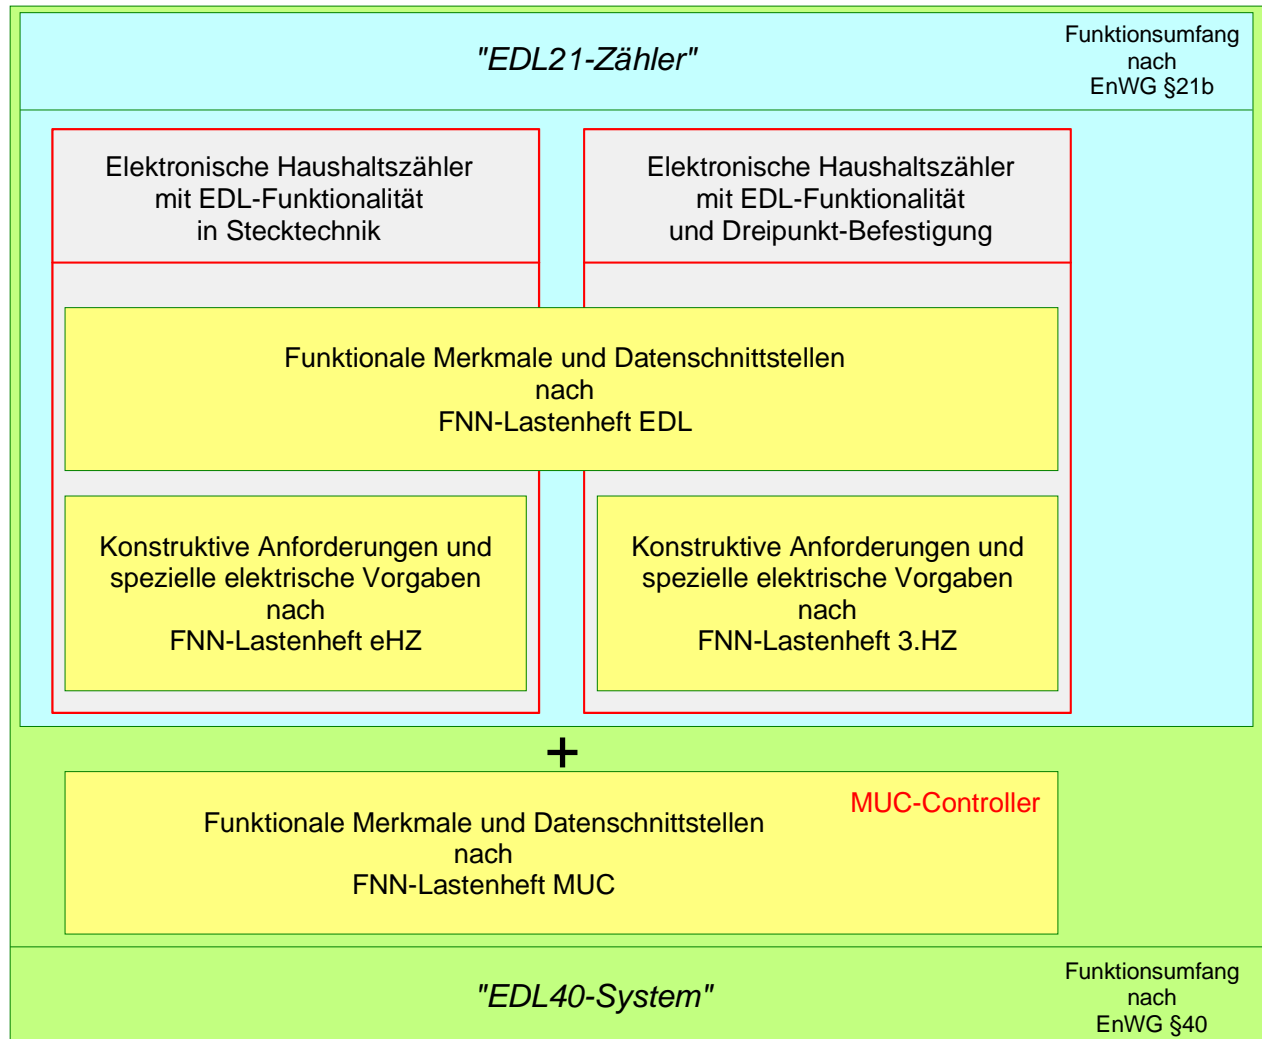 "EDL21-Zähler"
Funktionsumfang
nach
EnWG §21b
Elektronische Haushaltszähler
mit EDL-Funktionalität
in Stecktechnik
Elektronische Haushaltszähler
mit EDL-Funktionalität
und Dreipunkt-Befestigung
Funktionale Merkmale und Datenschnittstellen
nach
FNN-Lastenheft EDL
Konstruktive Anforderungen und
spezielle elektrische Vorgaben
nach
FNN-Lastenheft eHZ
Konstruktive Anforderungen und
spezielle elektrische Vorgaben
nach
FNN-Lastenheft 3.HZ
+
MUC-Controller
Funktionale Merkmale und Datenschnittstellen
nach
FNN-Lastenheft MUC
"EDL40-System"
Funktionsumfang
nach
EnWG §40